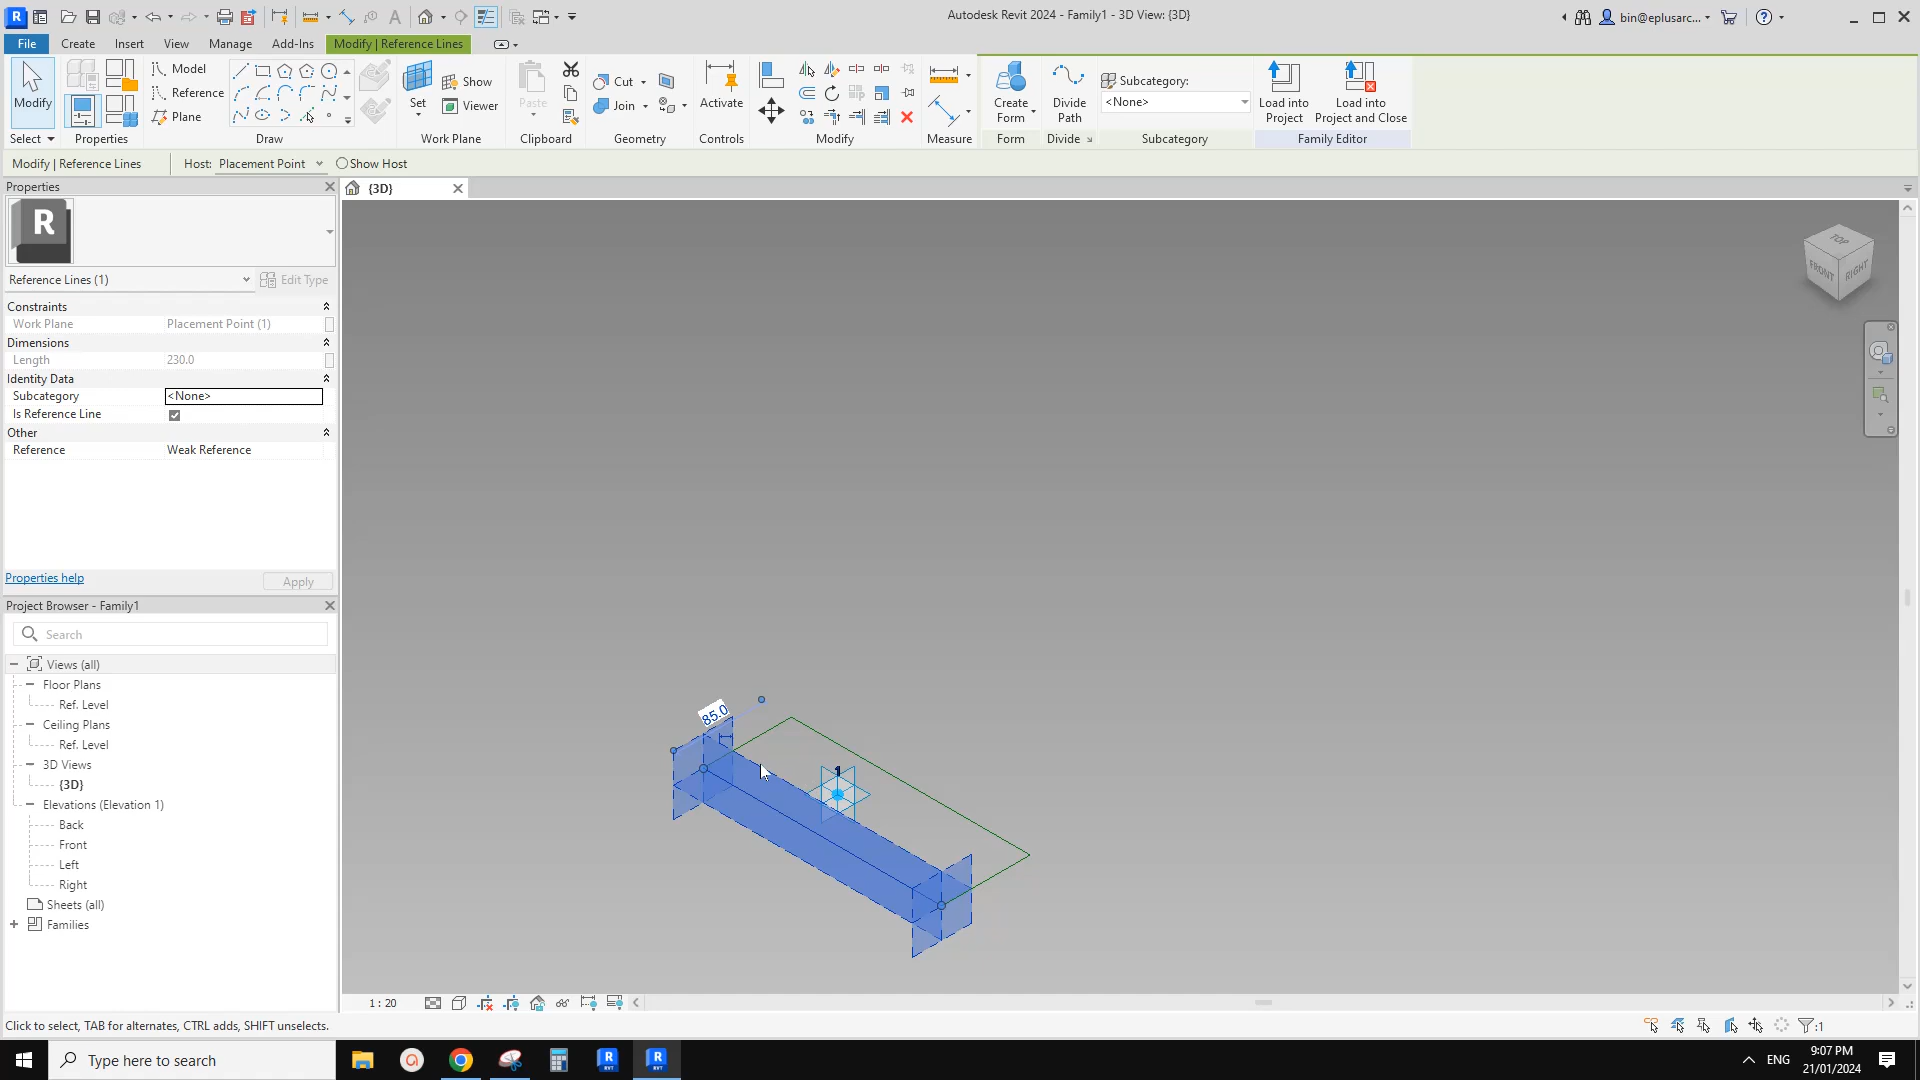 Autodesk Revit 2024 - Family1 - 3D View: {3D}
bin@eplusarc...
File Create Insert View Manage Add-Ins Modify | Reference Lines
Modify
Select
Properties
Model
Reference
Plane
Draw
Set
Show
Viewer
Work Plane
Paste
Clipboard
Cut
Join
Geometry
Activate
Controls
Modify
Measure
Create Form
Form
Divide Path
Divide
Subcategory:
<None>
Subcategory
Load into Project
Load into Project and Close
Family Editor
Modify | Reference Lines Host: Placement Point Show Host
Properties
{3D}
R
Reference Lines (1)
Edit Type
Constraints
Work Plane Placement Point (1)
Dimensions
Length 230.0
Identity Data
Subcategory <None>
Is Reference Line
Other
Reference Weak Reference
Properties help
Apply
Project Browser - Family1
Search
Views (all)
Floor Plans
Ref. Level
Ceiling Plans
Ref. Level
3D Views
{3D}
Elevations (Elevation 1)
Back
Front
Left
Right
Sheets (all)
Families
TOP
FRONT
RIGHT
85.0
1
1 : 20
Click to select, TAB for alternates, CTRL adds, SHIFT unselects.
:1
Type here to search
ENG
9:07 PM
21/01/2024